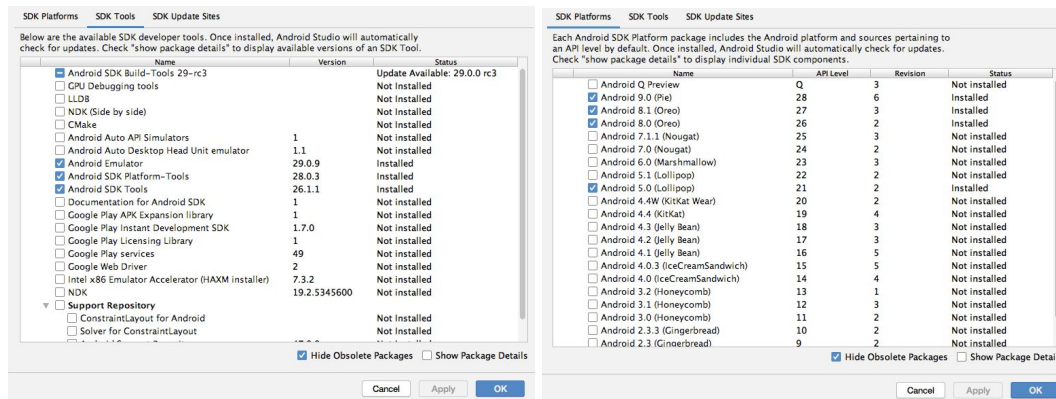 SDK Platforms SDK Tools SDK Update Sites
Below are the available SDK developer tools. Once installed, Android Studio will automatically
check for updates. Check "show package details" to display available versions of an SDK Tool.
Name Version Status
Android SDK Build-Tools 29-rc3 Update Available: 29.0.0 rc3
GPU Debugging tools Not Installed
LLDB Not Installed
NDK (Side by side) Not Installed
CMake Not Installed
Android Auto API Simulators 1 Not installed
Android Auto Desktop Head Unit emulator 1.1 Not installed
Android Emulator 29.0.9 Installed
Android SDK Platform-Tools 28.0.3 Installed
Android SDK Tools 26.1.1 Installed
Documentation for Android SDK 1 Not installed
Google Play APK Expansion library 1 Not installed
Google Play Instant Development SDK 1.7.0 Not installed
Google Play Licensing Library 1 Not installed
Google Play services 49 Not installed
Google Web Driver 2 Not installed
Intel x86 Emulator Accelerator (HAXM installer) 7.3.2 Not installed
NDK 19.2.5345600 Not installed
Support Repository
ConstraintLayout for Android Not Installed
Solver for ConstraintLayout Not Installed
Hide Obsolete Packages Show Package Details
Cancel Apply OK
SDK Platforms SDK Tools SDK Update Sites
Each Android SDK Platform package includes the Android platform and sources pertaining to
an API level by default. Once installed, Android Studio will automatically check for updates.
Check "show package details" to display individual SDK components.
Name API Level Revision Status
Android Q Preview Q 3 Not installed
Android 9.0 (Pie) 28 6 Installed
Android 8.1 (Oreo) 27 3 Installed
Android 8.0 (Oreo) 26 2 Installed
Android 7.1.1 (Nougat) 25 3 Not installed
Android 7.0 (Nougat) 24 2 Not installed
Android 6.0 (Marshmallow) 23 3 Not installed
Android 5.1 (Lollipop) 22 2 Not installed
Android 5.0 (Lollipop) 21 2 Installed
Android 4.4W (KitKat Wear) 20 2 Not installed
Android 4.4 (KitKat) 19 4 Not installed
Android 4.3 (Jelly Bean) 18 3 Not installed
Android 4.2 (Jelly Bean) 17 3 Not installed
Android 4.1 (Jelly Bean) 16 5 Not installed
Android 4.0.3 (IceCreamSandwich) 15 5 Not installed
Android 4.0 (IceCreamSandwich) 14 4 Not installed
Android 3.2 (Honeycomb) 13 1 Not installed
Android 3.1 (Honeycomb) 12 3 Not installed
Android 3.0 (Honeycomb) 11 2 Not installed
Android 2.3.3 (Gingerbread) 10 2 Not installed
Android 2.3 (Gingerbread) 9 2 Not installed
Hide Obsolete Packages Show Package Detai
Cancel Apply OK